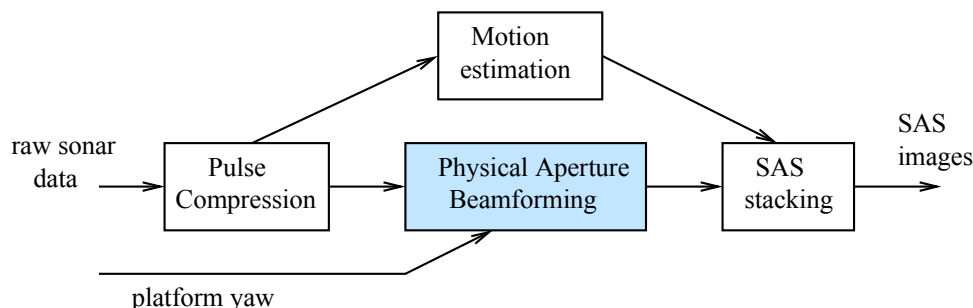 Motion
estimation
raw sonar
data
Pulse
Compression
Physical Aperture
Beamforming
SAS
stacking
SAS
images
platform yaw